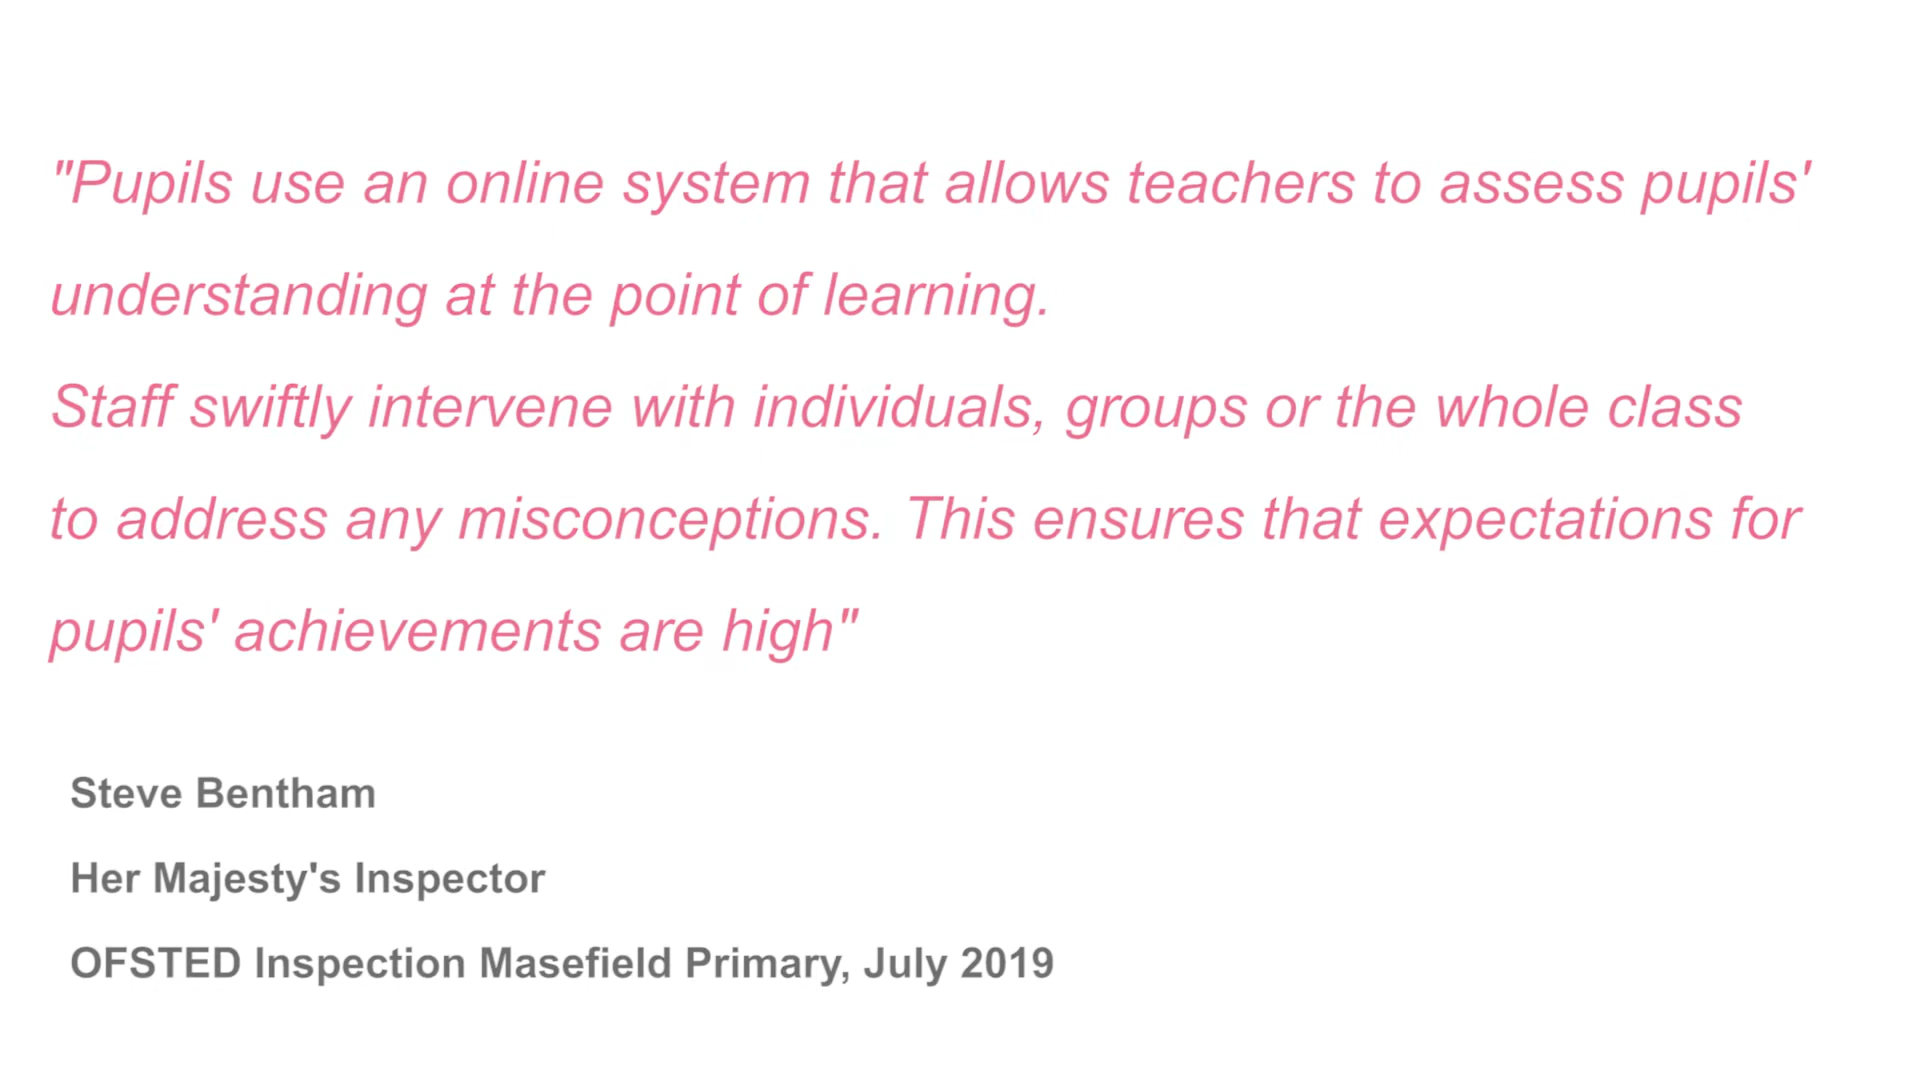 "Pupils use an online system that allows teachers to assess pupils'
understanding at the point of learning.
Staff swiftly intervene with individuals, groups or the whole class
to address any misconceptions. This ensures that expectations for
pupils' achievements are high"
Steve Bentham
Her Majesty's Inspector
OFSTED Inspection Masefield Primary, July 2019